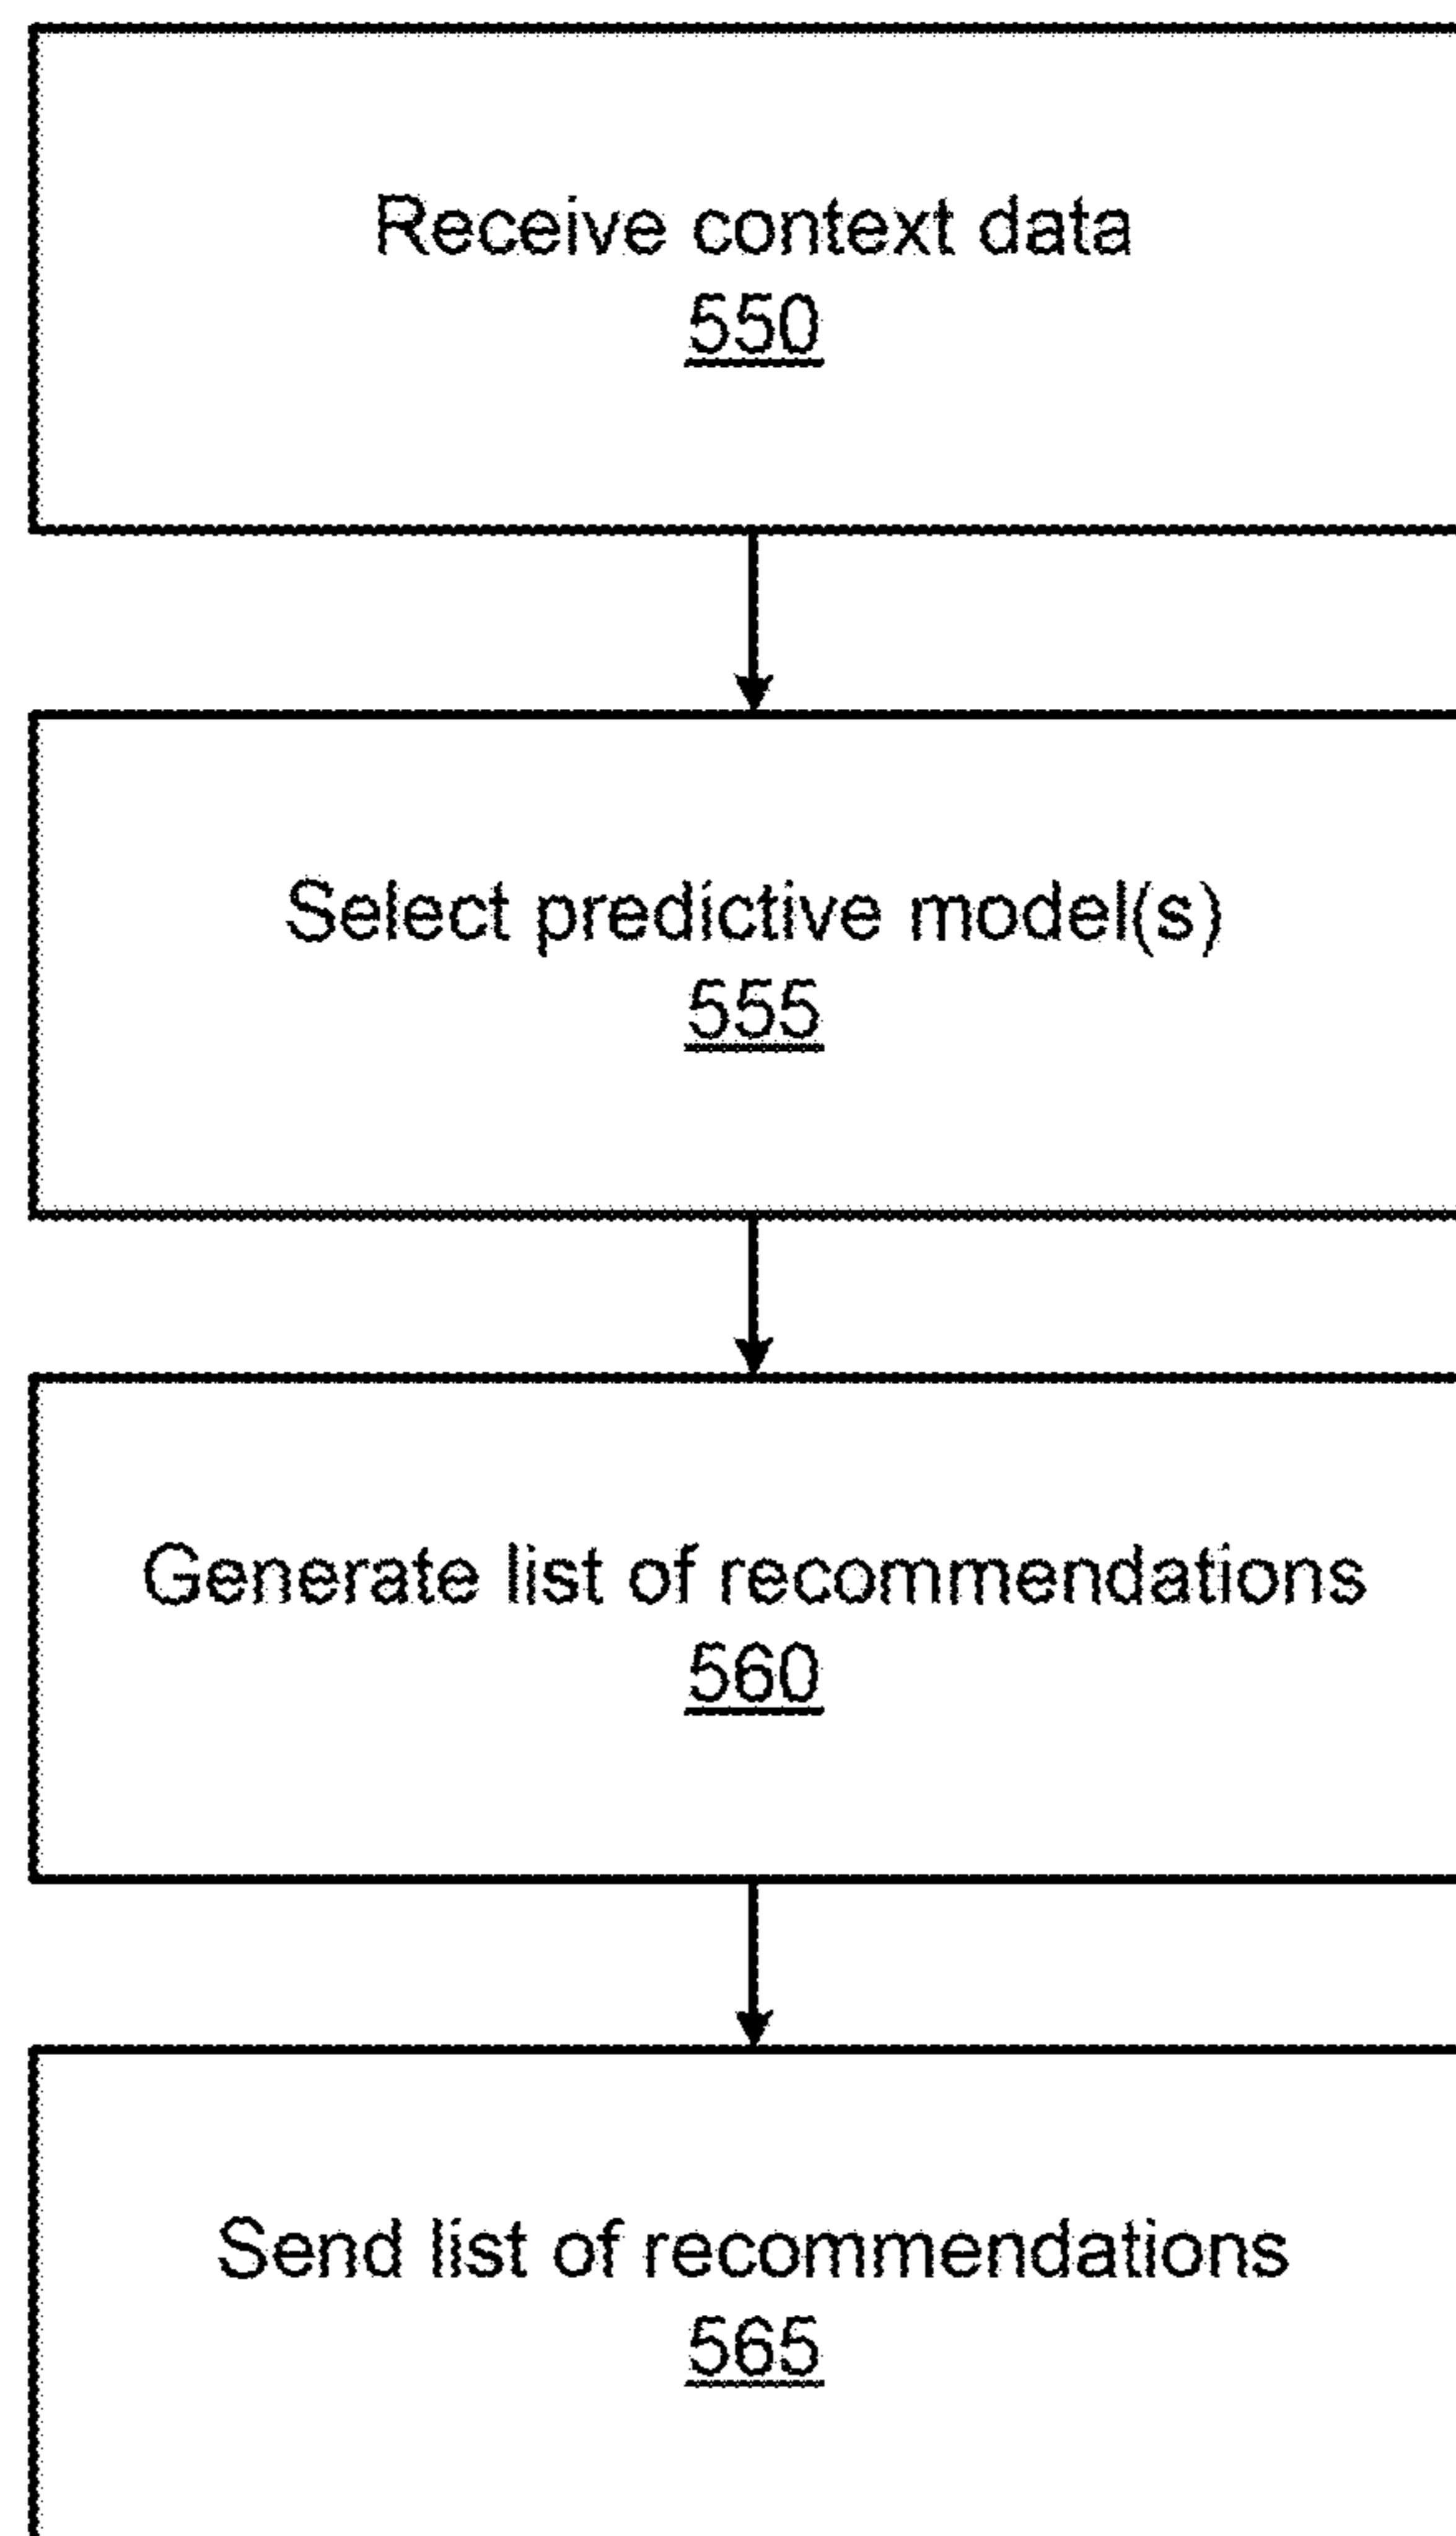 Receive context data
550
Select predictive model(s)
555
Generate list of recommendations
560
Send list of recommendations
565